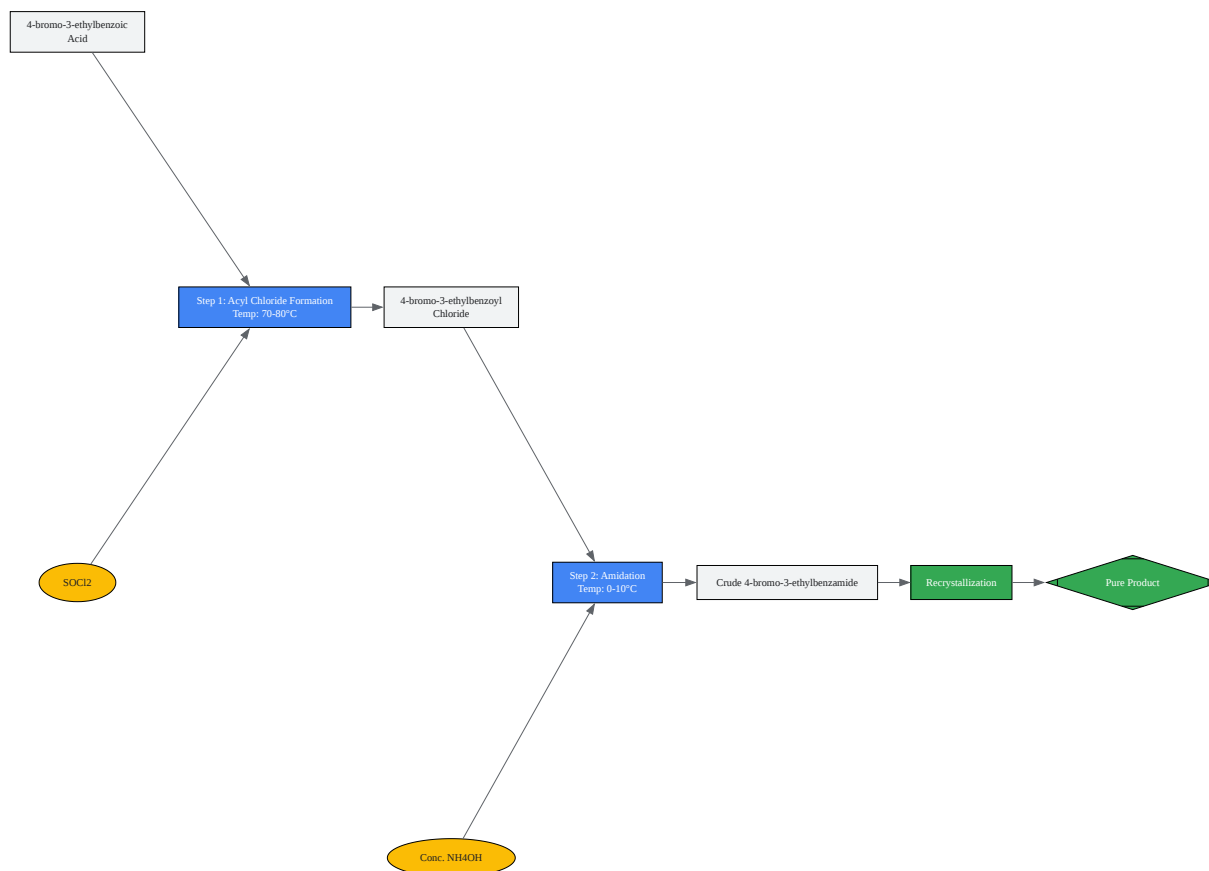 4-bromo-3-ethylbenzoic
Acid
Step 1: Acyl Chloride Formation
Temp: 70-80°C
4-bromo-3-ethylbenzoyl
Chloride
SOCl2
Step 2: Amidation
Temp: 0-10°C
Crude 4-bromo-3-ethylbenzamide
Recrystallization
Pure Product
Conc. NH4OH